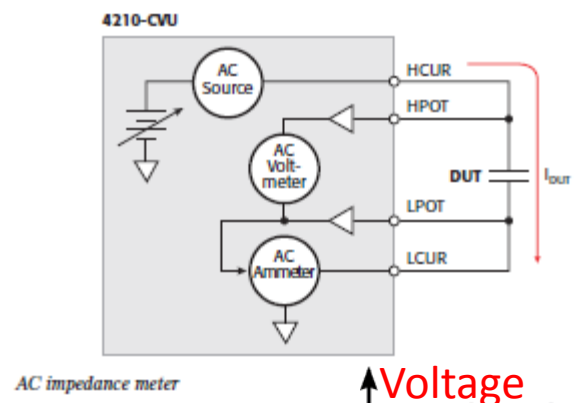 4210-CVU
AC
Source
HCUR
HPOT
AC
Volt-
meter
DUT
IDUT
LPOT
AC
Ammeter
LCUR
AC impedance meter
Voltage